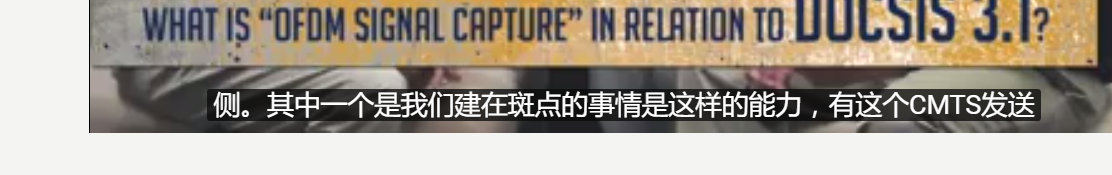 WHAT IS “OFDM SIGNAL CAPTURE” IN RELATION TO DOCSIS 3.1?
侧。其中一个是我们建在斑点的事情是这样的能力，有这个CMTS发送